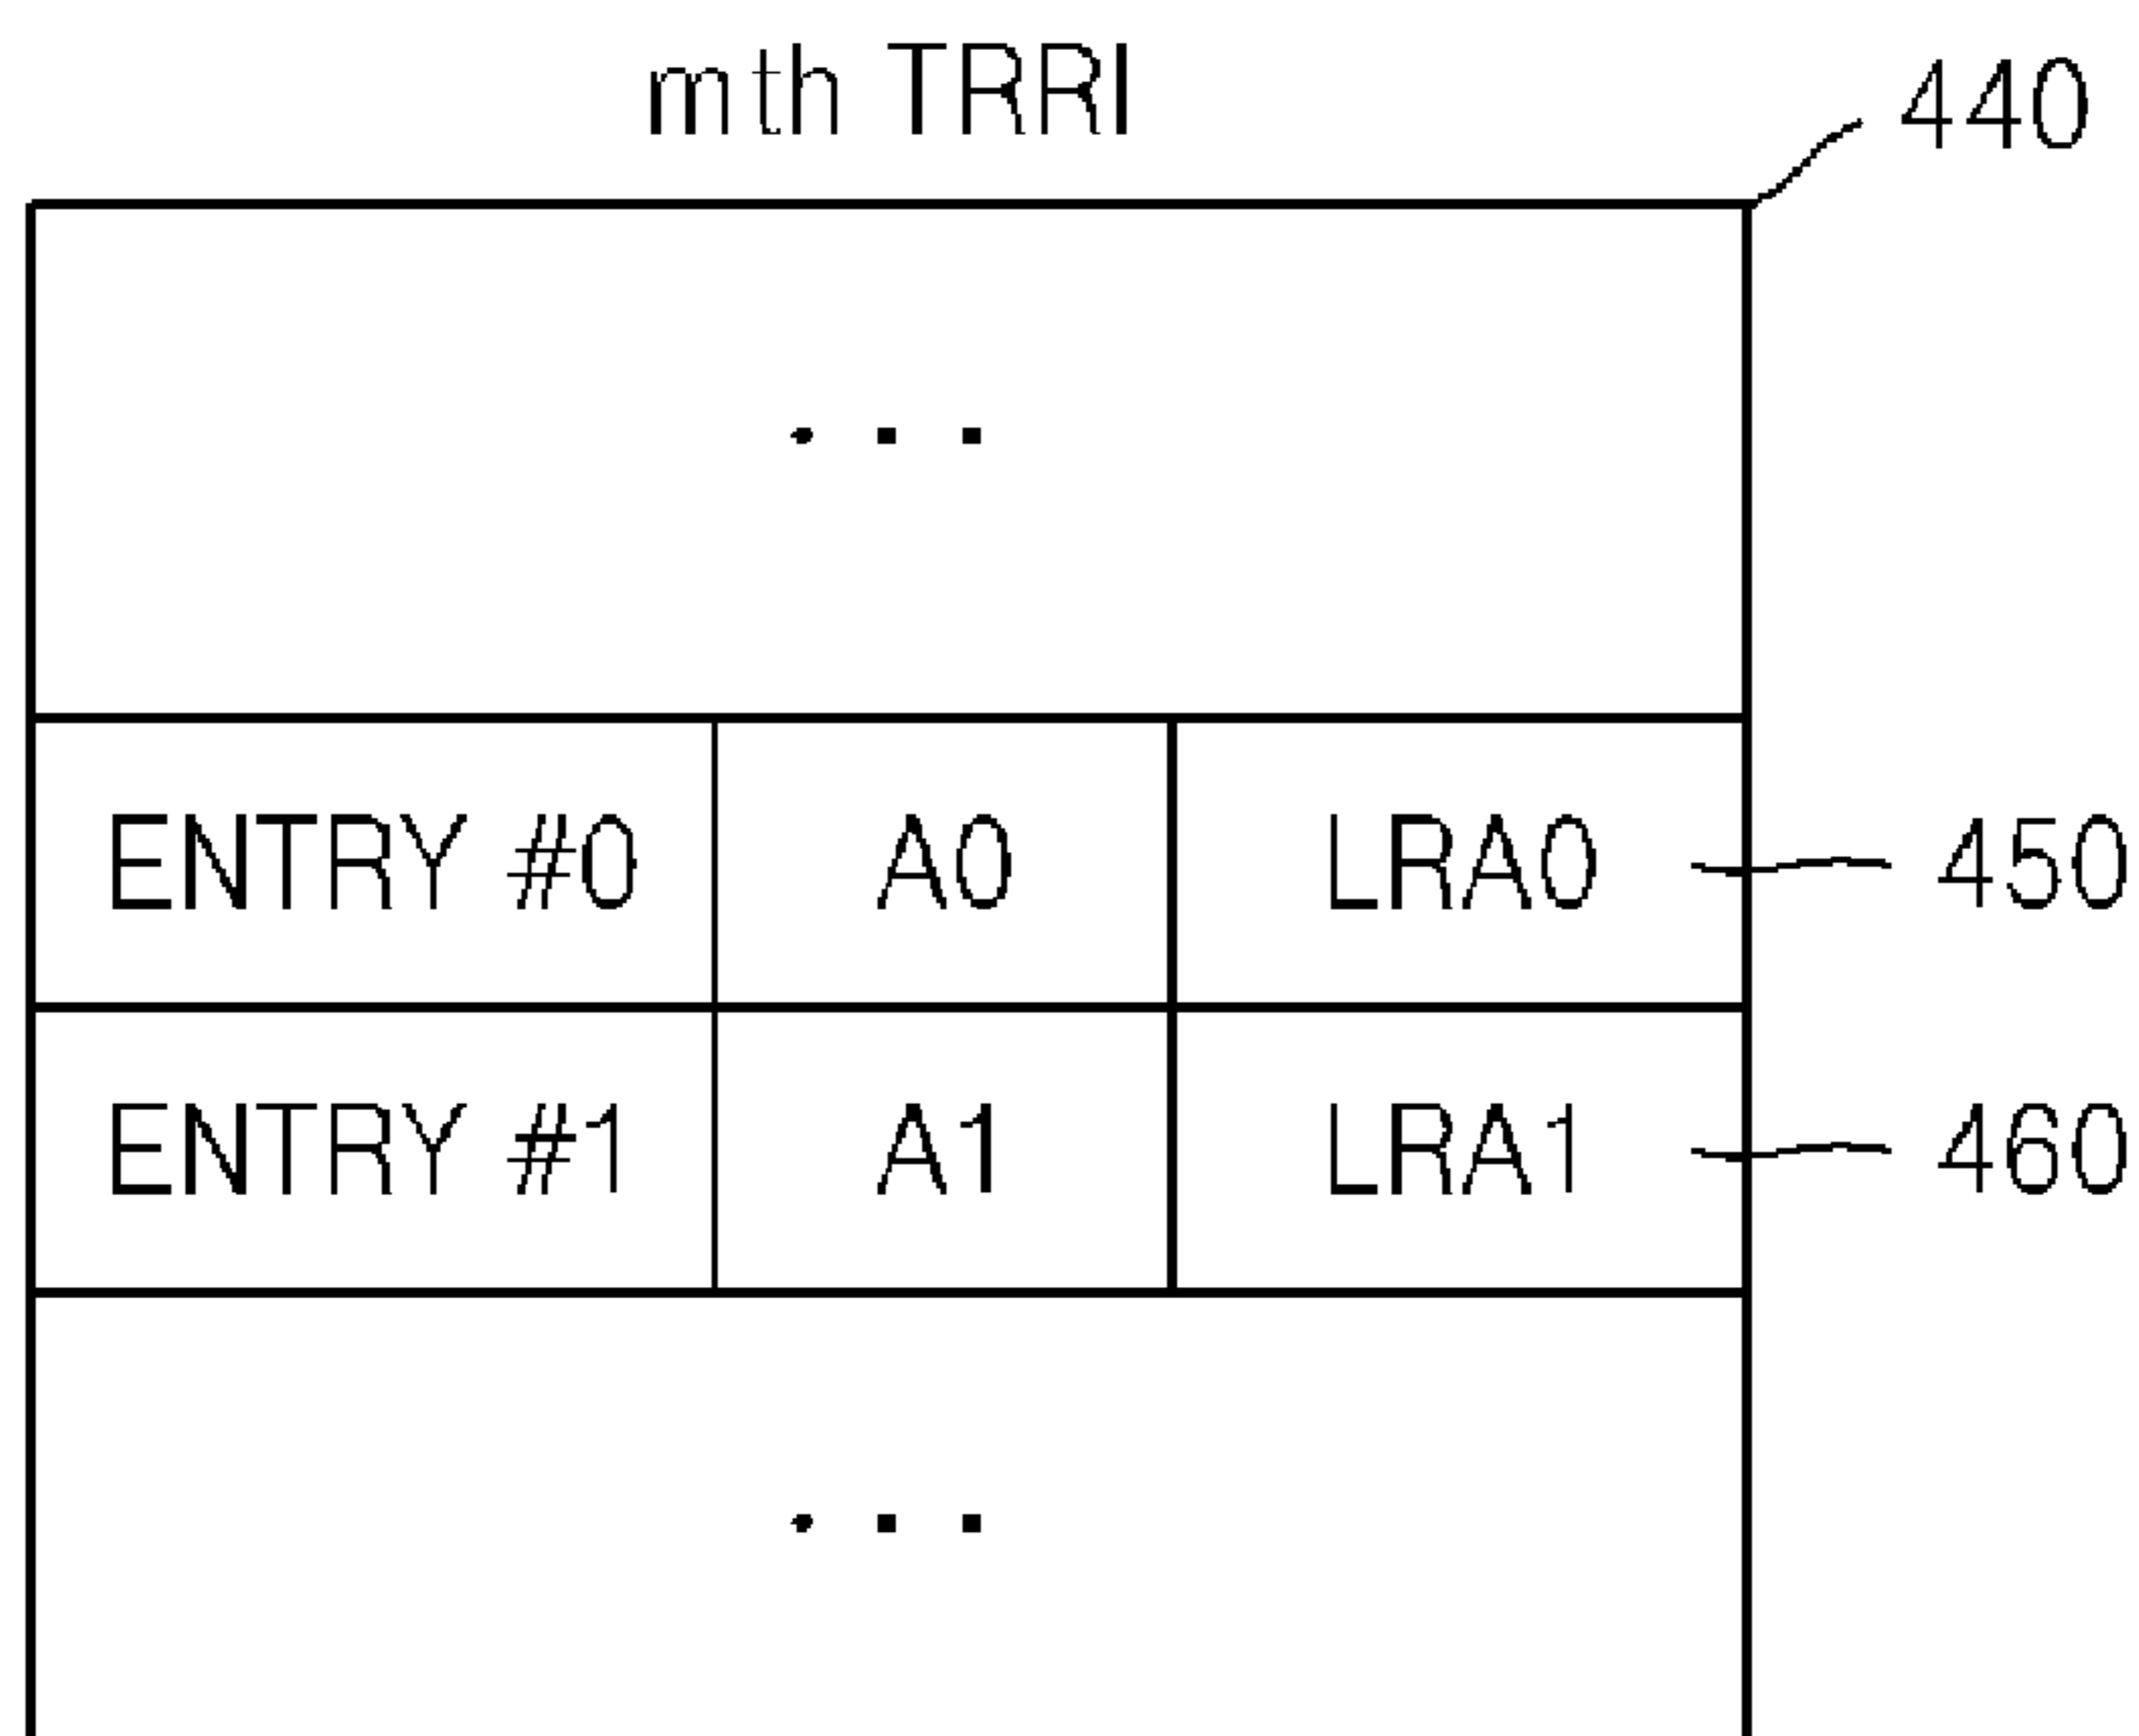 mth TRRI
440
. . .
ENTRY #0 A0 LRA0 450
ENTRY #1 A1 LRA1 460
. . .